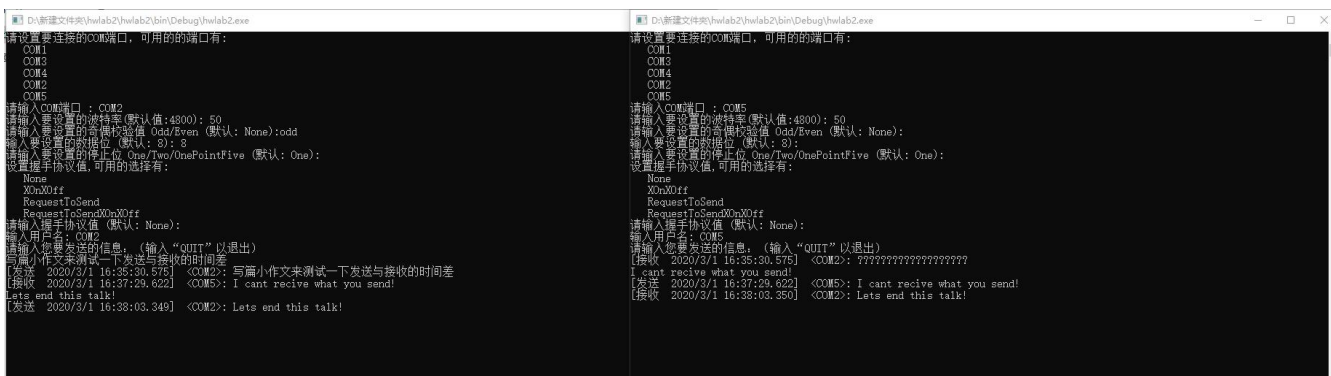 D:\新建文件夹\hwlab2\hwlab2\bin\Debug\hwlab2.exe
请设置要连接的COM端口，可用的的端口有:
COM1
COM3
COM4
COM2
COM5
请输入COM端口 : COM2
请输入要设置的波特率(默认值:4800): 50
请输入要设置的奇偶校验值 Odd/Even (默认: None):odd
输入要设置的数据位 (默认: 8): 8
请输入要设置的停止位 One/Two/OnePointFive (默认: One):
设置握手协议值,可用的选择有:
None
XOnXOff
RequestToSend
RequestToSendXOnXOff
请输入握手协议值 (默认: None):
输入用户名: COM2
请输入您要发送的信息: (输入“QUIT”以退出)
写篇小作文来测试一下发送与接收的时间差
[发送 2020/3/1 16:35:30.575] <COM2>: 写篇小作文来测试一下发送与接收的时间差
[接收 2020/3/1 16:37:29.622] <COM5>: I cant recive what you send!
Lets end this talk!
[发送 2020/3/1 16:38:03.349] <COM2>: Lets end this talk!
D:\新建文件夹\hwlab2\hwlab2\bin\Debug\hwlab2.exe
请设置要连接的COM端口，可用的的端口有:
COM1
COM3
COM4
COM2
COM5
请输入COM端口 : COM5
请输入要设置的波特率(默认值:4800): 50
请输入要设置的奇偶校验值 Odd/Even (默认: None):
输入要设置的数据位 (默认: 8):
请输入要设置的停止位 One/Two/OnePointFive (默认: One):
设置握手协议值,可用的选择有:
None
XOnXOff
RequestToSend
RequestToSendXOnXOff
请输入握手协议值 (默认: None):
输入用户名: COM5
请输入您要发送的信息: (输入“QUIT”以退出)
[接收 2020/3/1 16:35:30.575] <COM2>: ???????????????????
I cant recive what you send!
[发送 2020/3/1 16:37:29.622] <COM5>: I cant recive what you send!
[接收 2020/3/1 16:38:03.350] <COM2>: Lets end this talk!